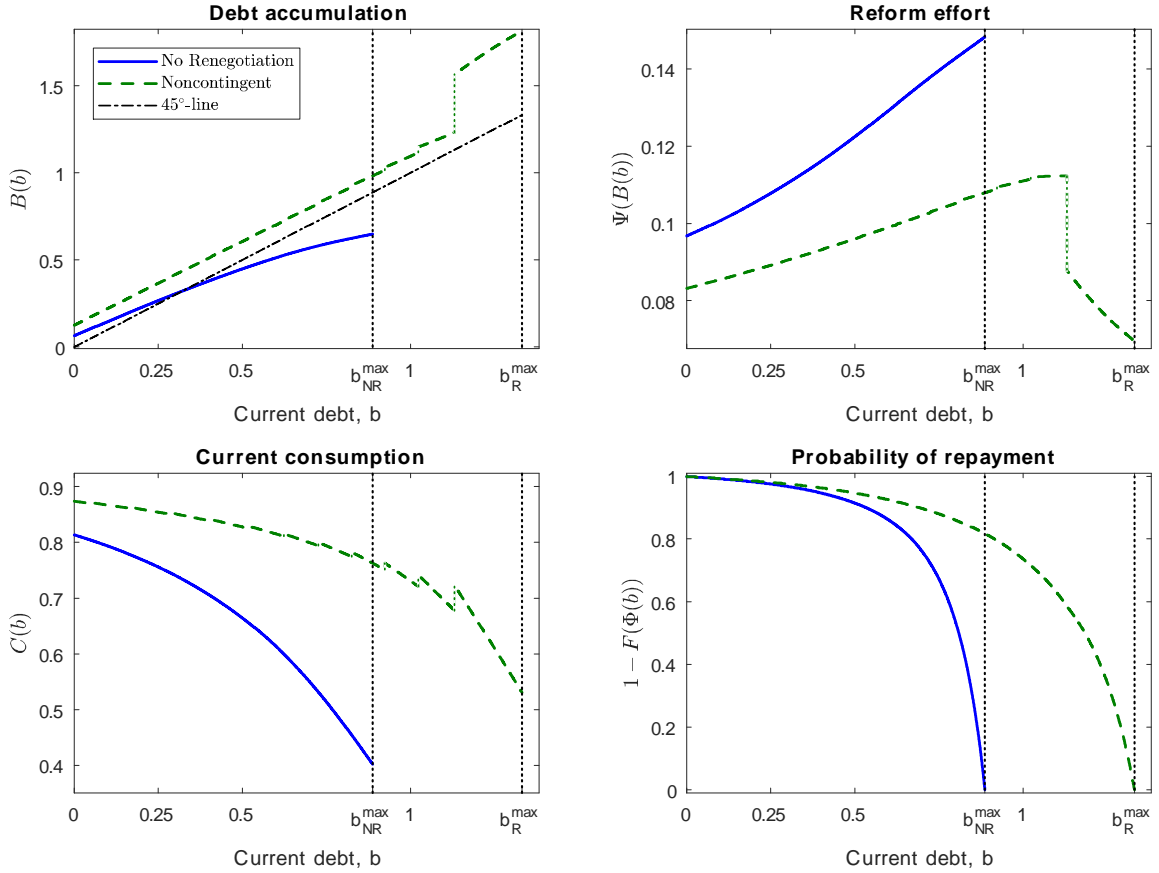 Debt accumulation
No Renegotiation
Noncontingent
45°-line
B(b)
1.5
1
0.5
0
0 0.25 0.5 b_NR^max 1 b_R^max
Current debt, b
Reform effort
Ψ(B(b))
0.14
0.12
0.1
0.08
0 0.25 0.5 b_NR^max 1 b_R^max
Current debt, b
Current consumption
C(b)
0.9
0.8
0.7
0.6
0.5
0.4
0 0.25 0.5 b_NR^max 1 b_R^max
Current debt, b
Probability of repayment
1 − F(Φ(b))
1
0.8
0.6
0.4
0.2
0
0 0.25 0.5 b_NR^max 1 b_R^max
Current debt, b